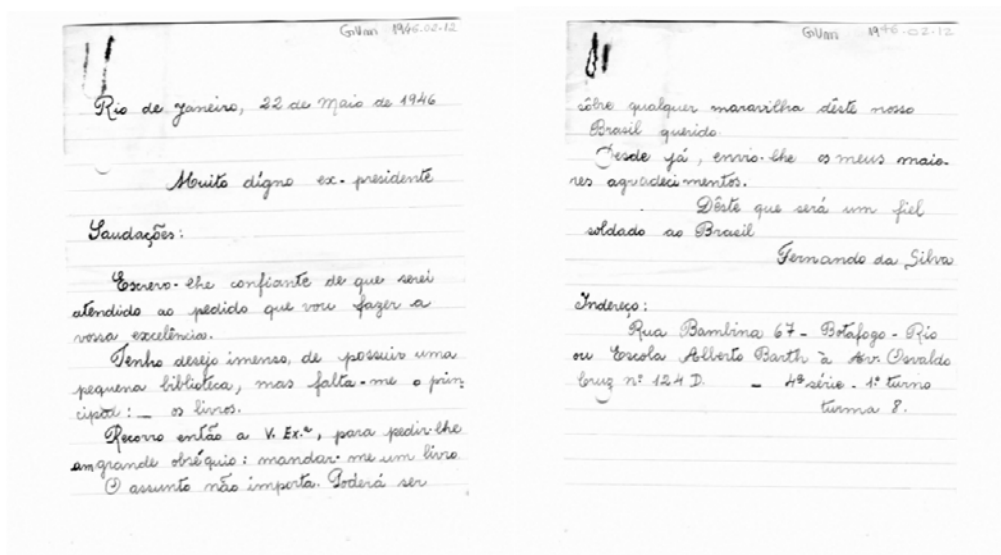 GVm 1946.02.12
Rio de Janeiro, 22 de Maio de 1946
Muito dígno ex-presidente
Saudações:
Escrevo-lhe confiante de que serei
atendido ao pedido que vou fazer a
vossa excelência.
Tenho desejo imenso, de possuir uma
pequena biblioteca, mas falta-me o prin-
cipal: _ os livros.
Recorro então a V. Ex.ª, para pedir-lhe
um grande obséquio: mandar-me um livro
O assunto não importa. Poderá ser
GVm 1946-02-12
sôbre qualquer maravilha dêste nosso
Brasil querido.
Desde já, envio-lhe os meus maio-
res agradecimentos.
Dêste que será um fiel
soldado ao Brasil
Fernando da Silva
Indereço:
Rua Bambina 67 - Botafogo - Rio
ou Escola Alberto Barth à Av. Osvaldo
Cruz nº 124 D. - 4ª série - 1º turno
turma 8.